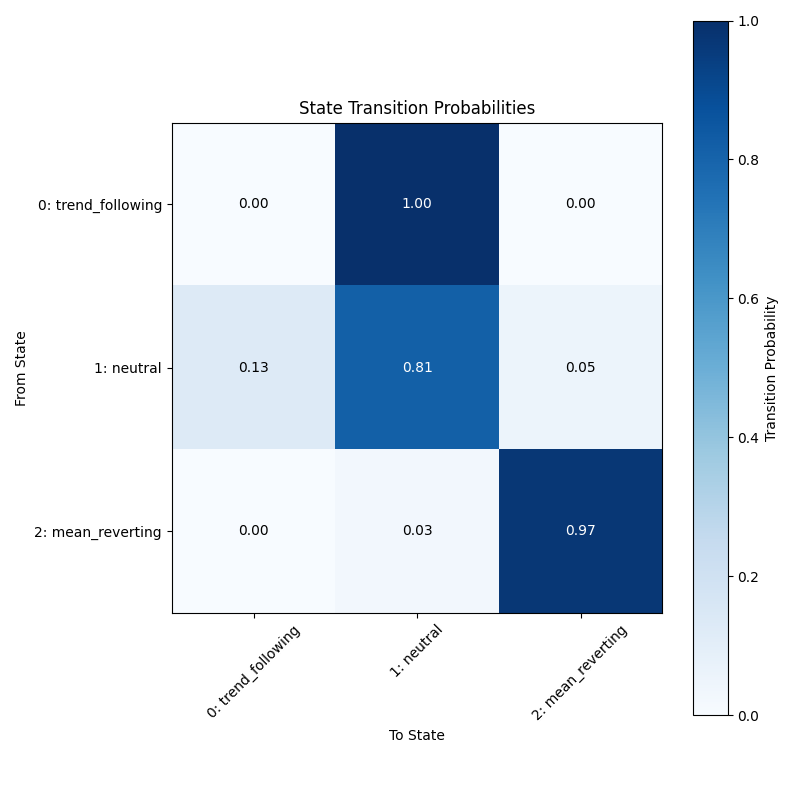 State Transition Probabilities
1.0
0.8
0.6
0.4
0.2
0.0
Transition Probability
From State
0: trend_following
0.00
1.00
0.00
1: neutral
0.13
0.81
0.05
2: mean_reverting
0.00
0.03
0.97
0: trend_following
1: neutral
2: mean_reverting
To State